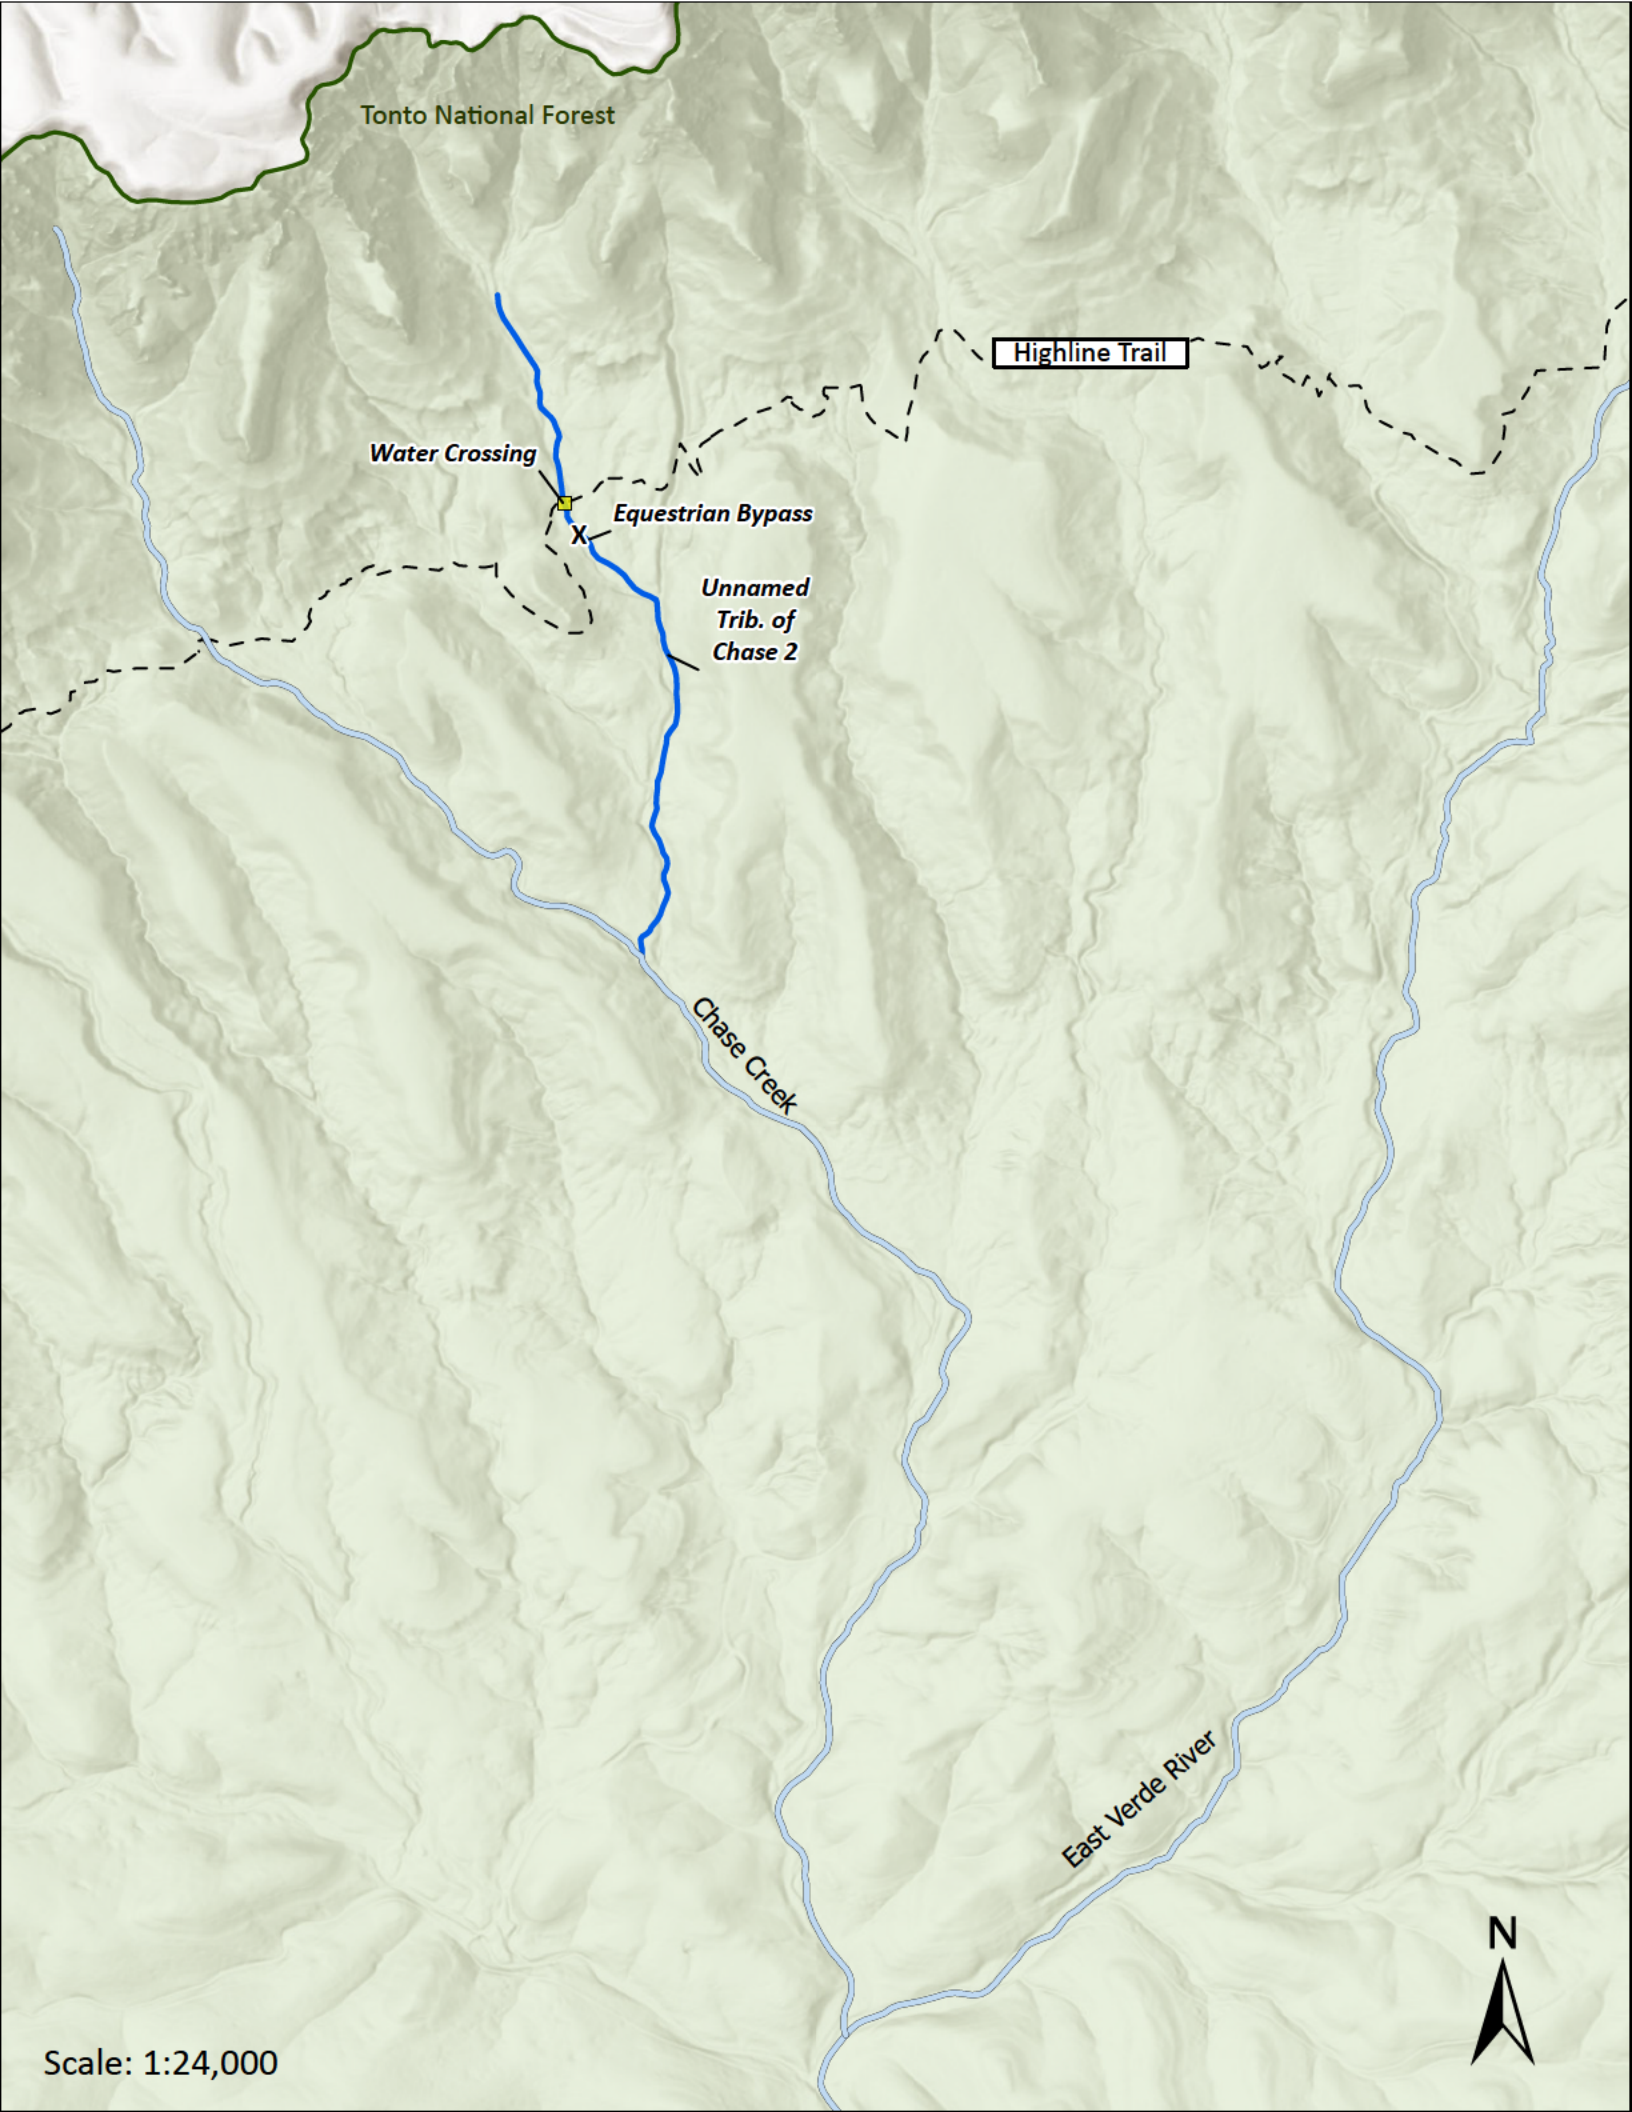 Tonto National Forest
Highline Trail
Water Crossing
Equestrian Bypass
X
Unnamed
Trib. of
Chase 2
Chase Creek
East Verde River
N
Scale: 1:24,000